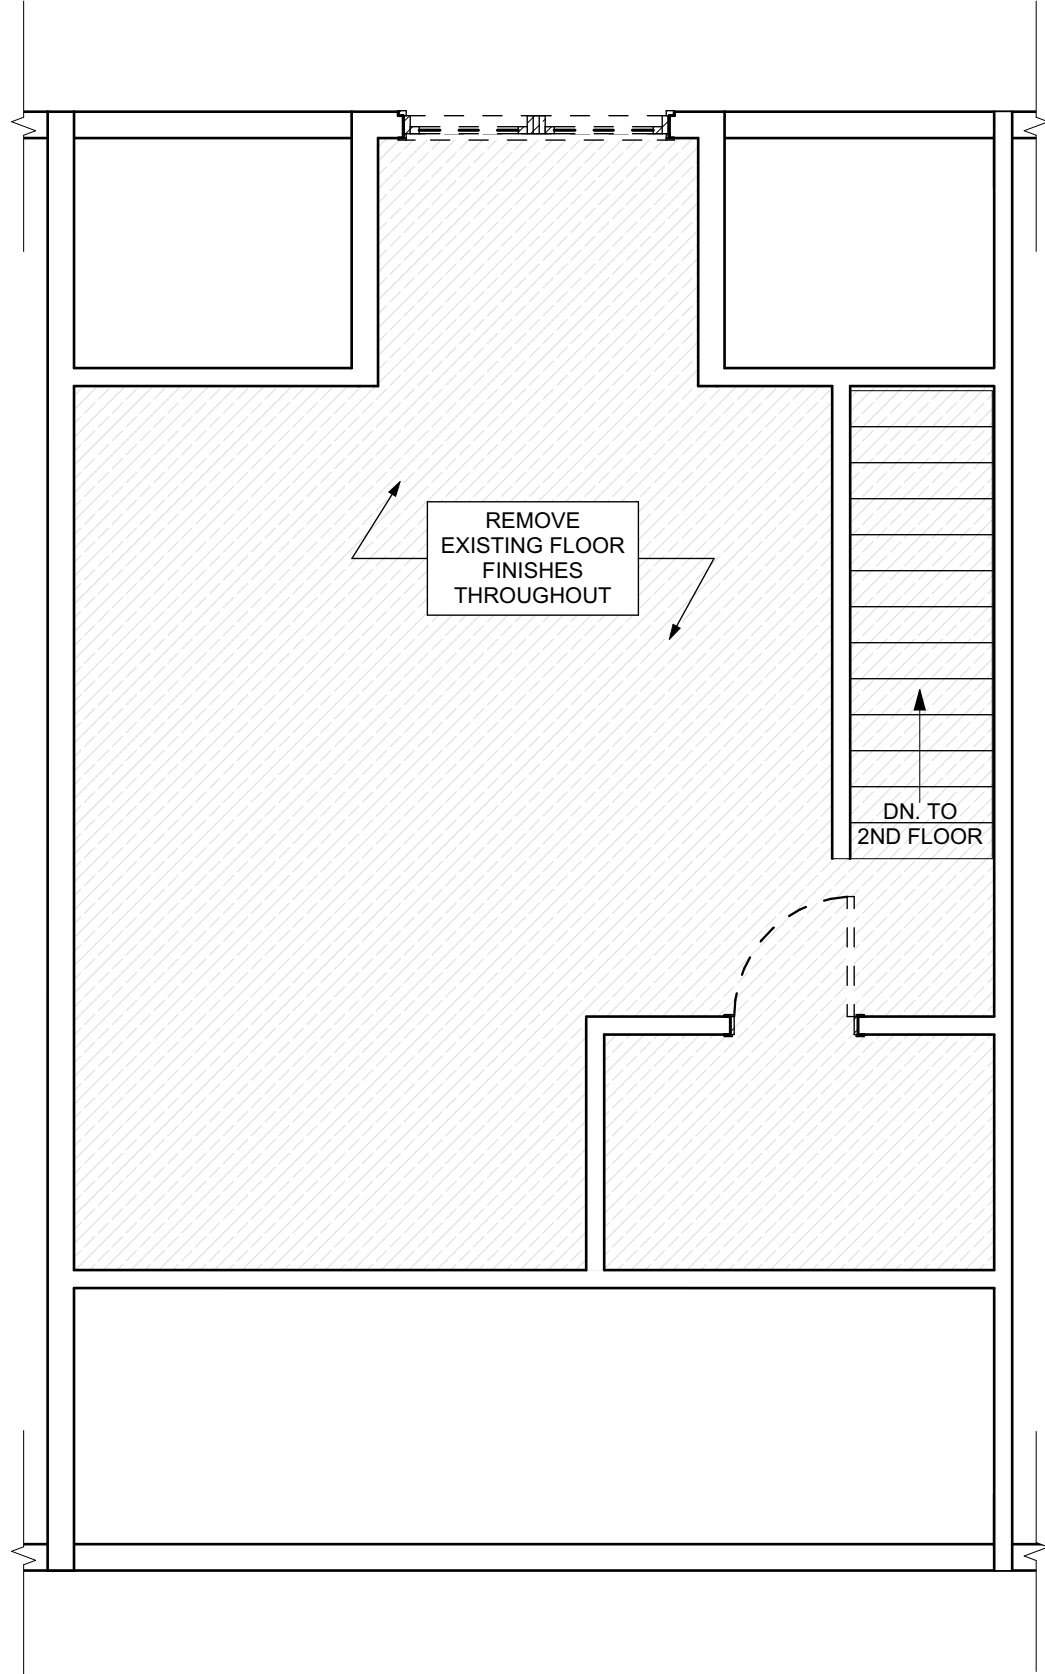 REMOVE
EXISTING FLOOR
FINISHES
THROUGHOUT
DN. TO
2ND FLOOR